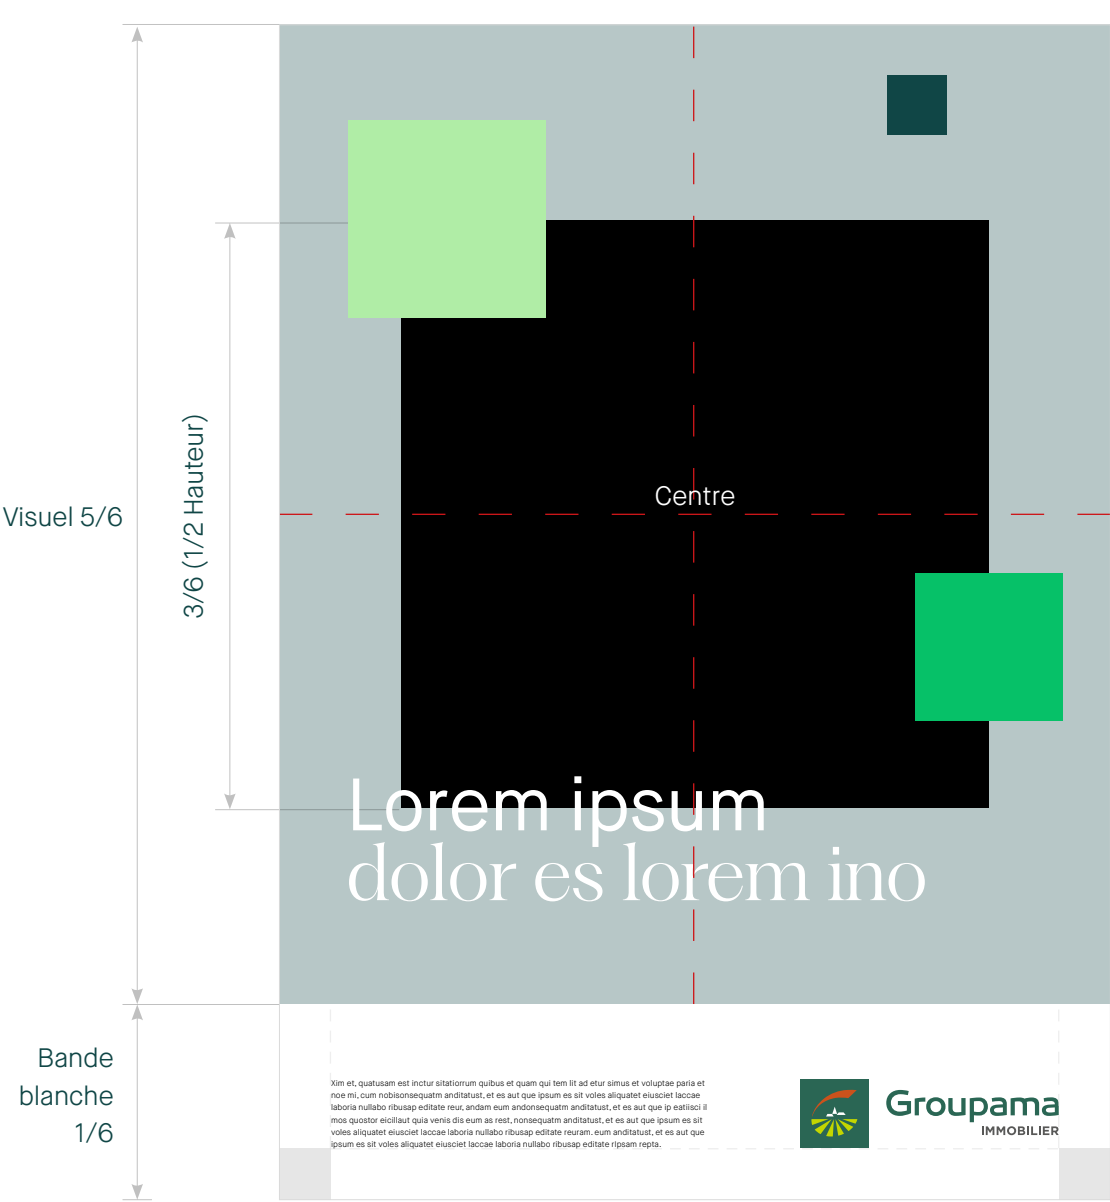 Centre
Visuel 5/6
3/6 (1/2 Hauteur)
Lorem ipsum
dolor es lorem ino
Bande
blanche
1/6
Xim et, quatusam est inctur sitatiorrum quibus et quam qui tem lit ad etur simus et voluptae paria et
noe mi, cum nobisonsequatm anditatust, et es aut que ipsum es sit voles aliquatet eiusciet laccae
laboria nullabo ribusap editate reur, andam eum andonsequatm anditatust, et es aut que ip eatiisci il
mos quostor eicillaut quia venis dis eum as rest, nonsequatm anditatust, et es aut que ipsum es sit
voles aliquatet eiusciet laccae laboria nullabo ribusap editate reuram. eum anditatust, et es aut que
ipsum es sit voles aliquatet eiusciet laccae laboria nullabo ribusap editate rIpsam repta.
Groupama
IMMOBILIER